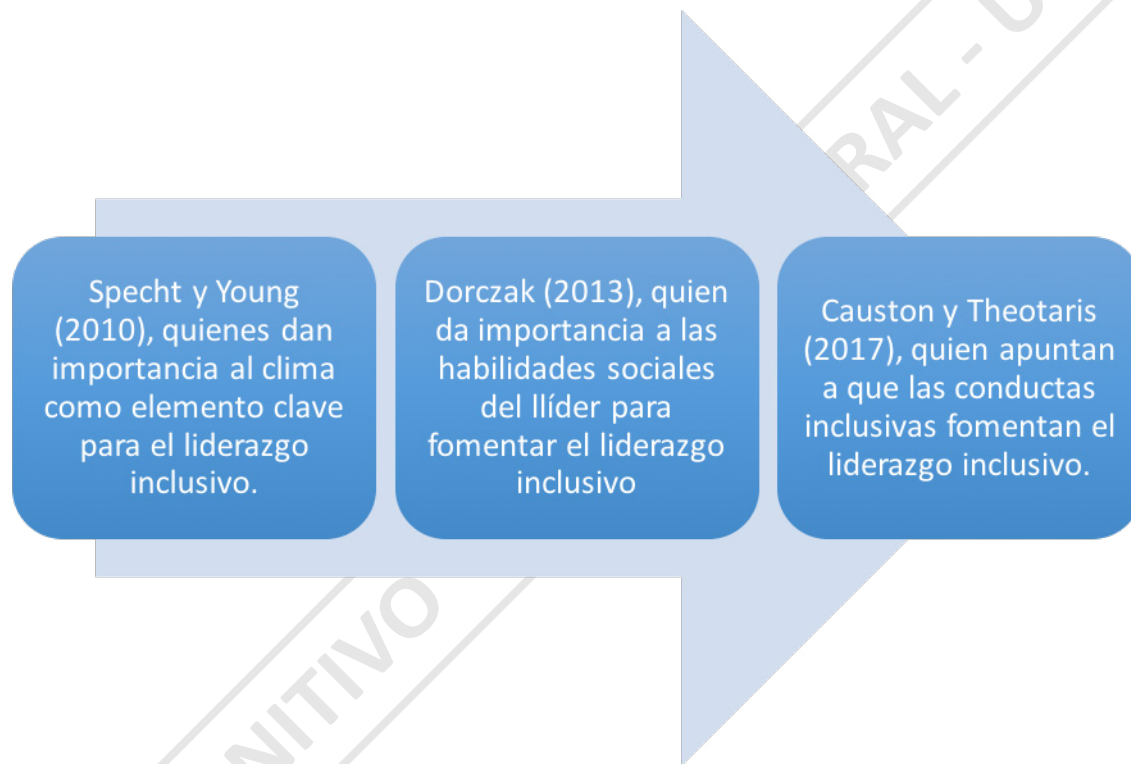 Specht y Young
(2010), quienes dan
importancia al clima
como elemento clave
para el liderazgo
inclusivo.
Dorczak (2013), quien
da importancia a las
habilidades sociales
del llíder para
fomentar el liderazgo
inclusivo
Causton y Theotaris
(2017), quien apuntan
a que las conductas
inclusivas fomentan el
liderazgo inclusivo.